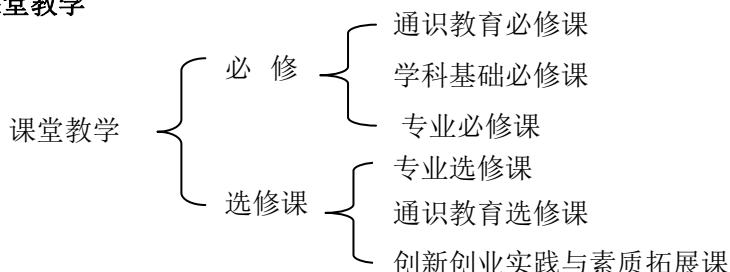 课堂教学
通识教育必修课
必 修
学科基础必修课
课堂教学
专业必修课
专业选修课
选修课
通识教育选修课
创新创业实践与素质拓展课